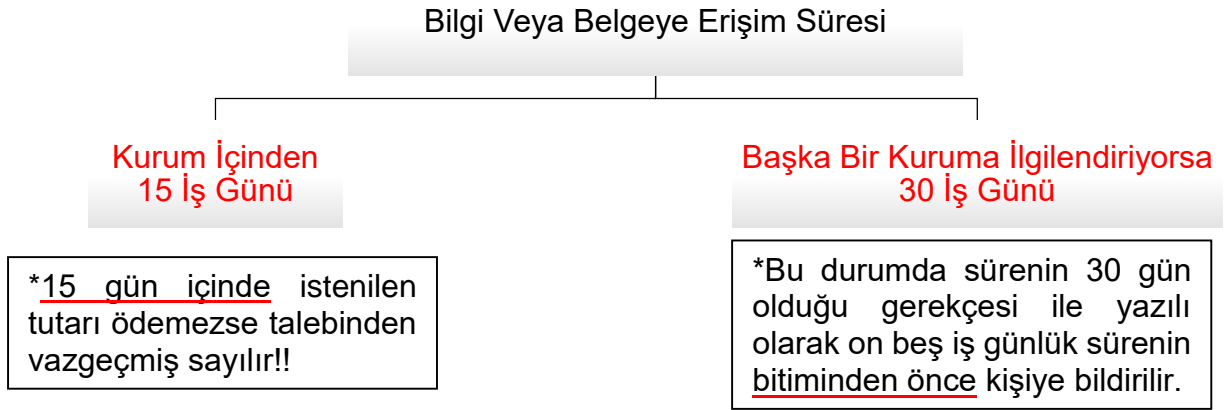 Bilgi Veya Belgeye Erişim Süresi
Kurum İçinden
15 İş Günü
*15 gün içinde istenilen
tutarı ödemezse talebinden
vazgeçmiş sayılır!!
Başka Bir Kuruma İlgilendiriyorsa
30 İş Günü
*Bu durumda sürenin 30 gün
olduğu gerekçesi ile yazılı
olarak on beş iş günlük sürenin
bitiminden önce kişiye bildirilir.